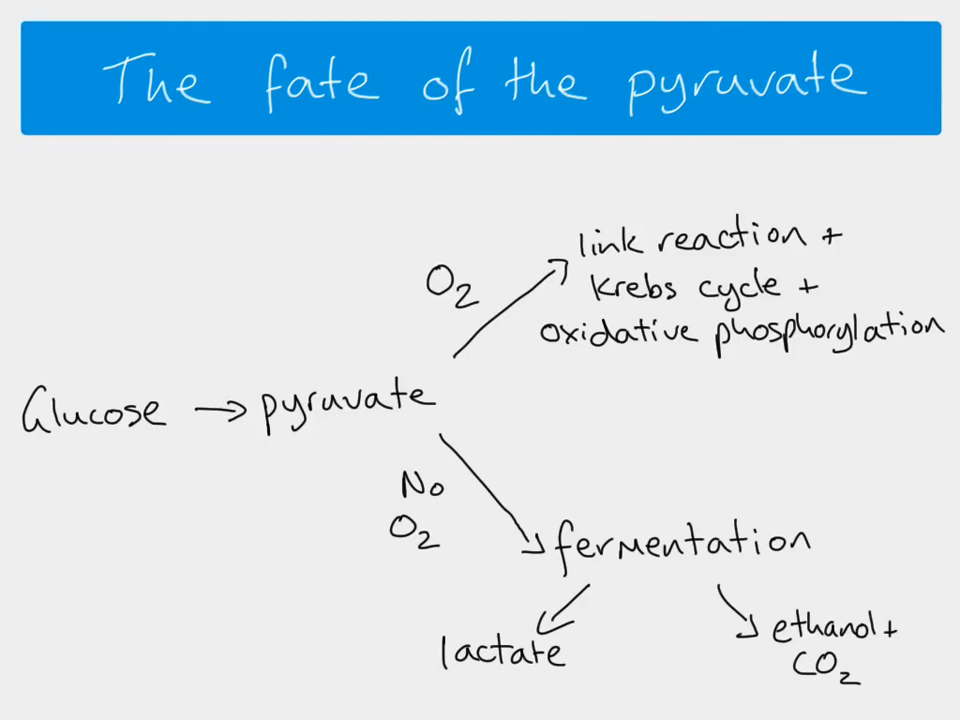 The fate of the pyruvate
link reaction +
O2
Krebs cycle +
oxidative phosphorylation
Glucose → pyruvate
No
O2
fermentation
lactate
ethanol +
CO2